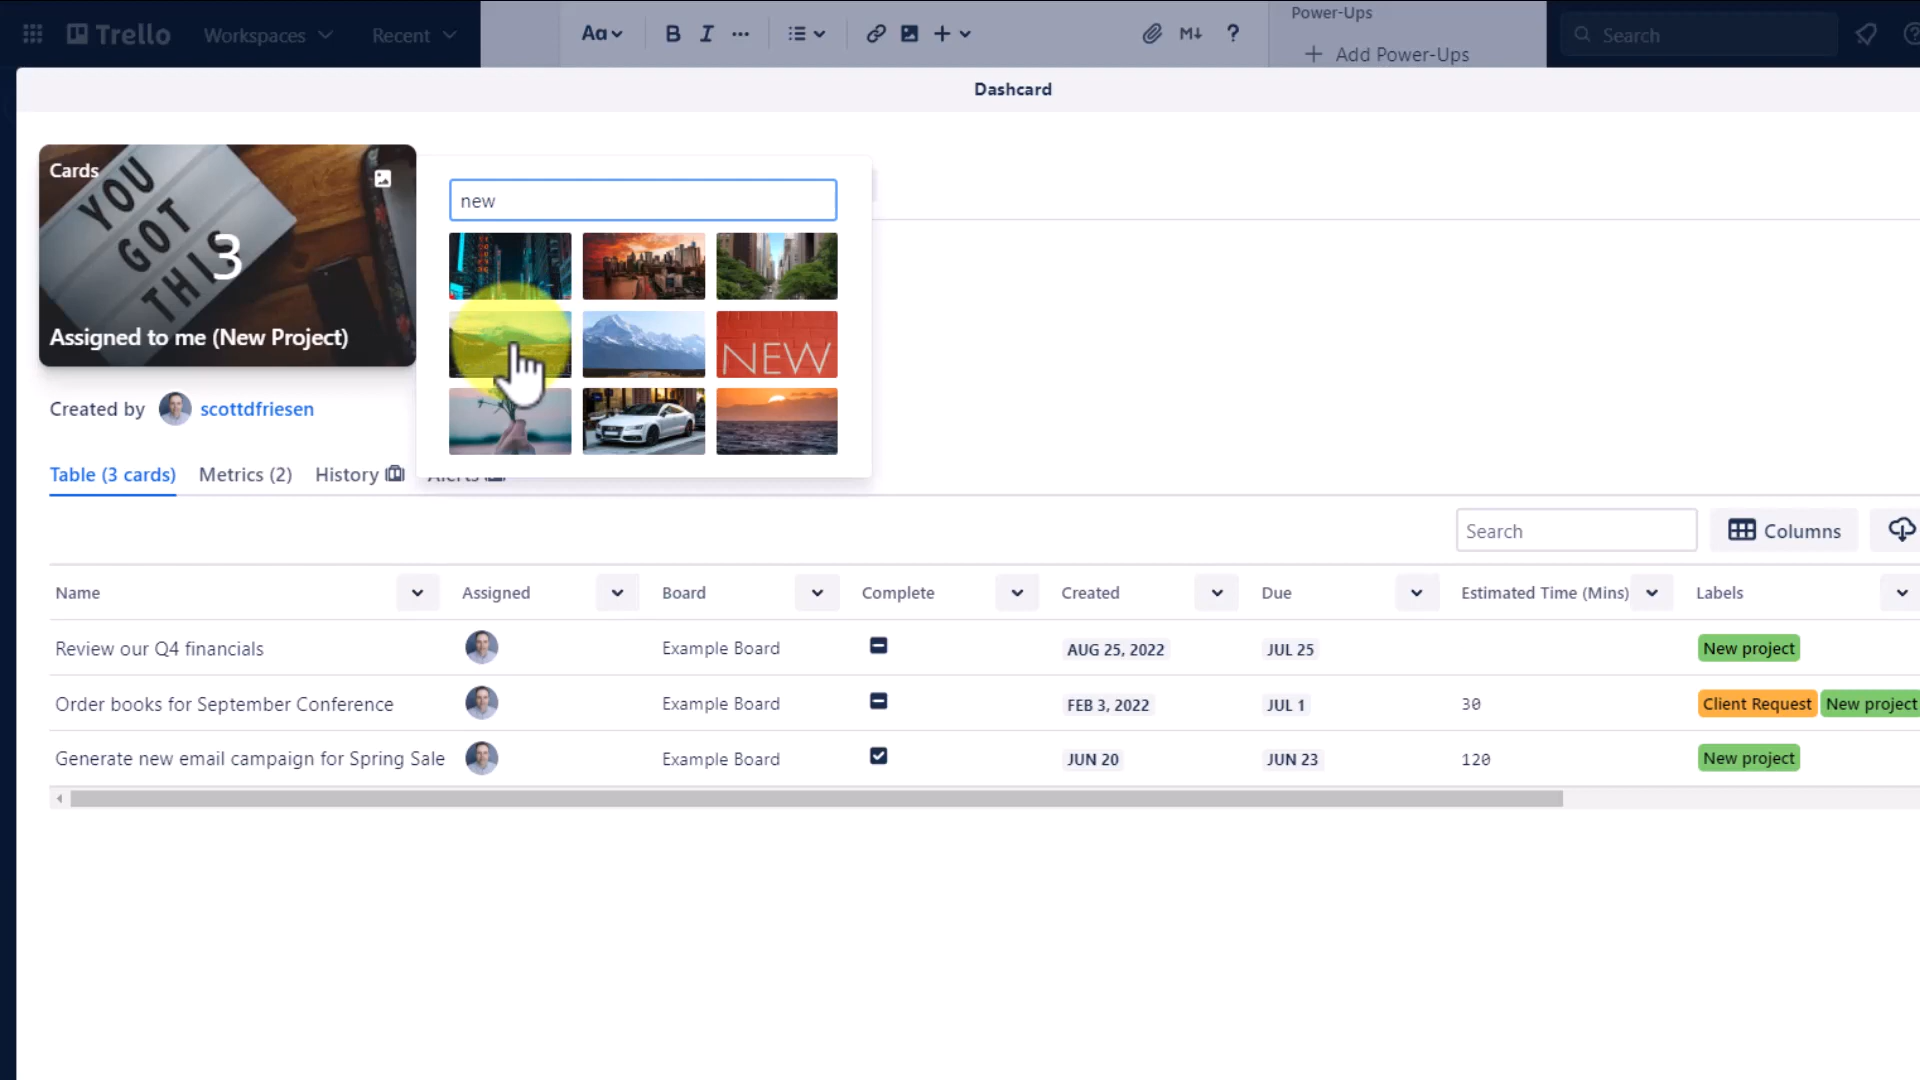 Trello
Workspaces
Recent
Aa
B
I
M↓
?
Power-Ups
+ Add Power-Ups
Search
Dashcard
Cards
YOU
GOT
THIS
3
Assigned to me (New Project)
new
NEW
Created by scottdfriesen
Table (3 cards)
Metrics (2)
History
Alerts
Search
Columns
Name
Assigned
Board
Complete
Created
Due
Estimated Time (Mins)
Labels
Review our Q4 financials
Example Board
AUG 25, 2022
JUL 25
New project
Order books for September Conference
Example Board
FEB 3, 2022
JUL 1
30
Client Request
New project
Generate new email campaign for Spring Sale
Example Board
JUN 20
JUN 23
120
New project